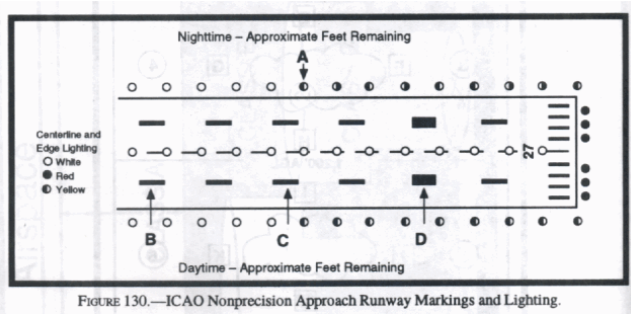 Nighttime – Approximate Feet Remaining
A
Centerline and
Edge Lighting
White
Red
Yellow
27
B
C
D
Daytime – Approximate Feet Remaining
FIGURE 130.—ICAO Nonprecision Approach Runway Markings and Lighting.